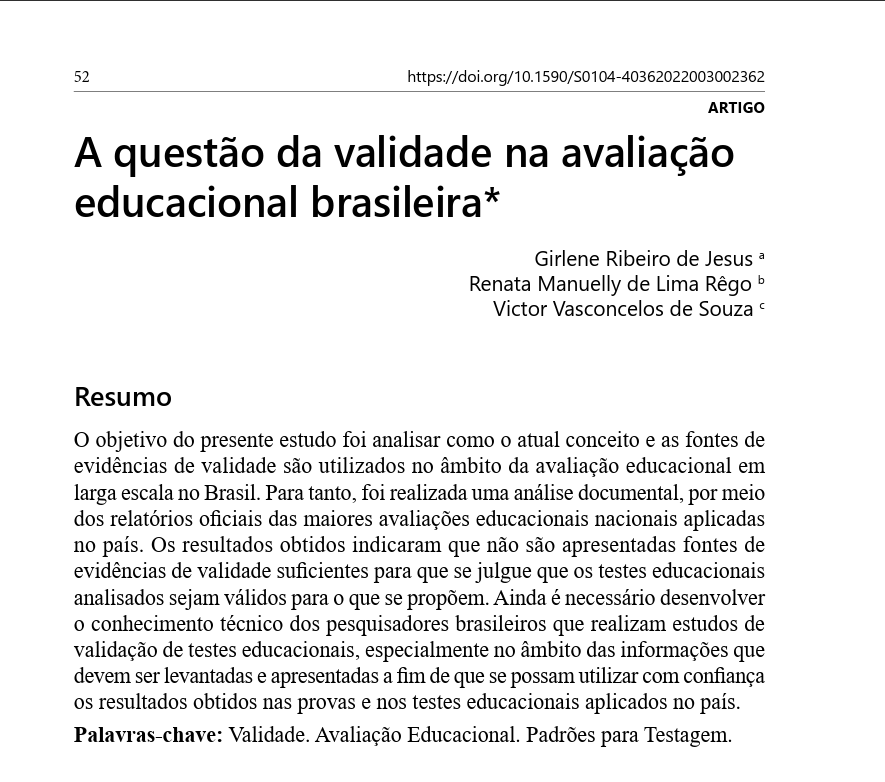 52 https://doi.org/10.1590/S0104-40362022003002362
ARTIGO
A questão da validade na avaliação
educacional brasileira*
Girlene Ribeiro de Jesus ᵃ
Renata Manuelly de Lima Rêgo ᵇ
Victor Vasconcelos de Souza ᶜ
Resumo
O objetivo do presente estudo foi analisar como o atual conceito e as fontes de
evidências de validade são utilizados no âmbito da avaliação educacional em
larga escala no Brasil. Para tanto, foi realizada uma análise documental, por meio
dos relatórios oficiais das maiores avaliações educacionais nacionais aplicadas
no país. Os resultados obtidos indicaram que não são apresentadas fontes de
evidências de validade suficientes para que se julgue que os testes educacionais
analisados sejam válidos para o que se propõem. Ainda é necessário desenvolver
o conhecimento técnico dos pesquisadores brasileiros que realizam estudos de
validação de testes educacionais, especialmente no âmbito das informações que
devem ser levantadas e apresentadas a fim de que se possam utilizar com confiança
os resultados obtidos nas provas e nos testes educacionais aplicados no país.
Palavras-chave: Validade. Avaliação Educacional. Padrões para Testagem.